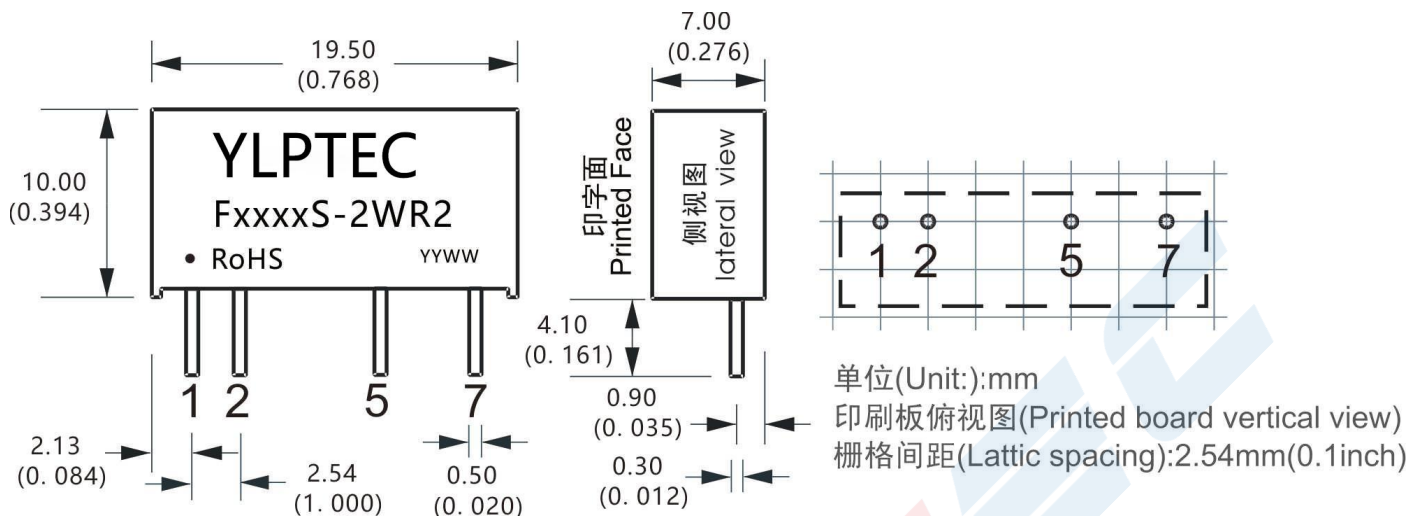 19.50
(0.768)
7.00
(0.276)
10.00
(0.394)
YLPTEC
FxxxxS-2WR2
RoHS
YYWW
印字面
Printed Face
侧视图
lateral view
4.10
(0. 161)
1 2 5 7
2.13
(0. 084)
2.54
(1.000)
0.50
(0. 020)
0.90
(0. 035)
0.30
(0. 012)
1 2 5 7
单位(Unit:):mm
印刷板俯视图(Printed board vertical view)
栅格间距(Lattic spacing):2.54mm(0.1inch)